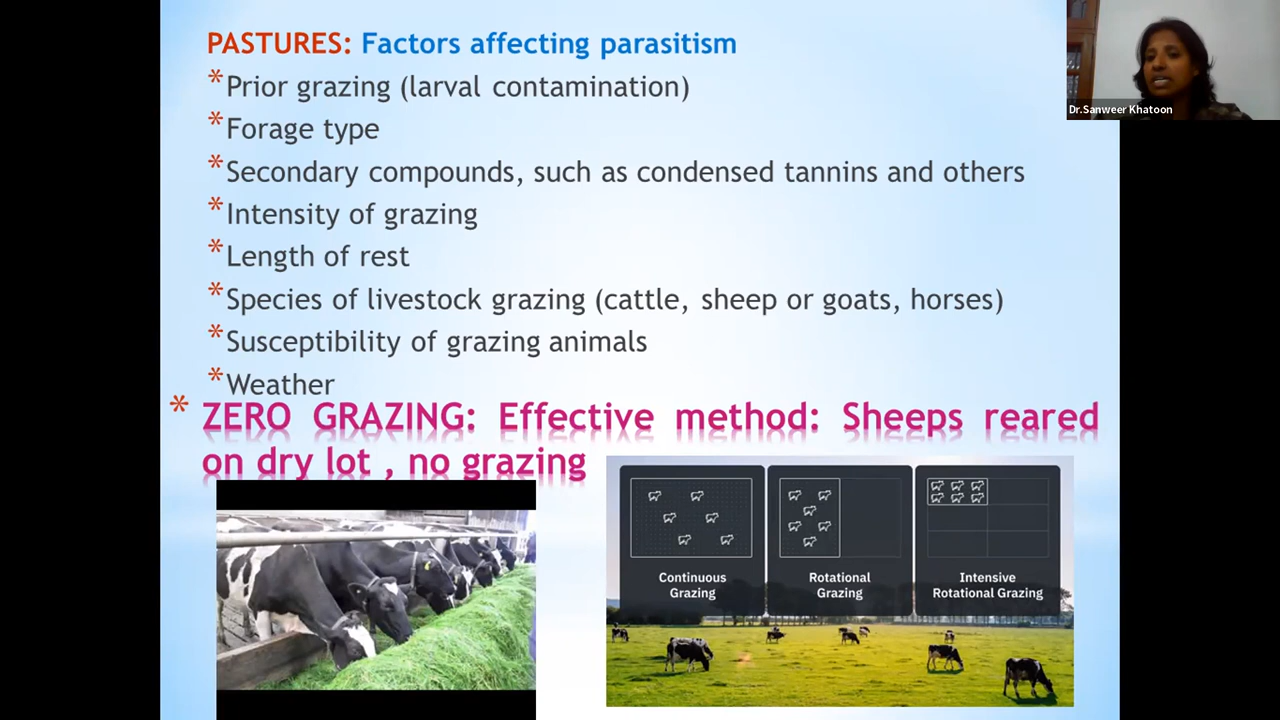 PASTURES: Factors affecting parasitism
*Prior grazing (larval contamination)
*Forage type
*Secondary compounds, such as condensed tannins and others
*Intensity of grazing
*Length of rest
*Species of livestock grazing (cattle, sheep or goats, horses)
*Susceptibility of grazing animals
*Weather
* ZERO GRAZING: Effective method: Sheeps reared
on dry lot , no grazing
Dr.Sanweer Khatoon
Continuous
Grazing
Rotational
Grazing
Intensive
Rotational Grazing